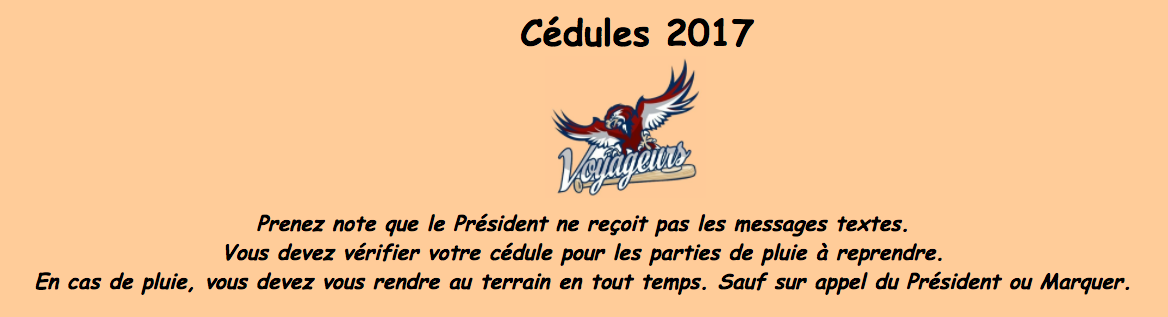 Cédules 2017
Voyageurs
Prenez note que le Président ne reçoit pas les messages textes.
Vous devez vérifier votre cédule pour les parties de pluie à reprendre.
En cas de pluie, vous devez vous rendre au terrain en tout temps. Sauf sur appel du Président ou Marquer.